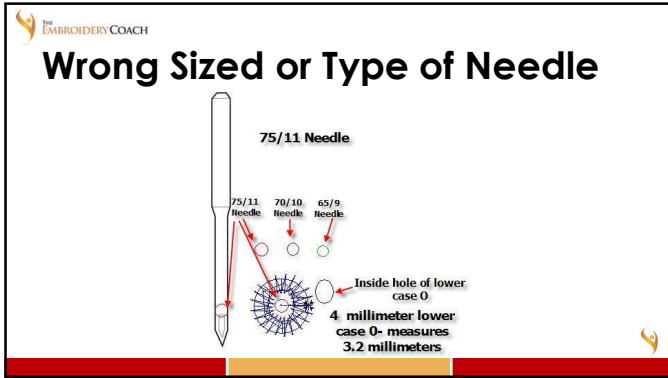 THE
EMBROIDERY COACH
Wrong Sized or Type of Needle
75/11 Needle
75/11
Needle
70/10
Needle
65/9
Needle
Inside hole of lower
case O
4 millimeter lower
case 0- measures
3.2 millimeters